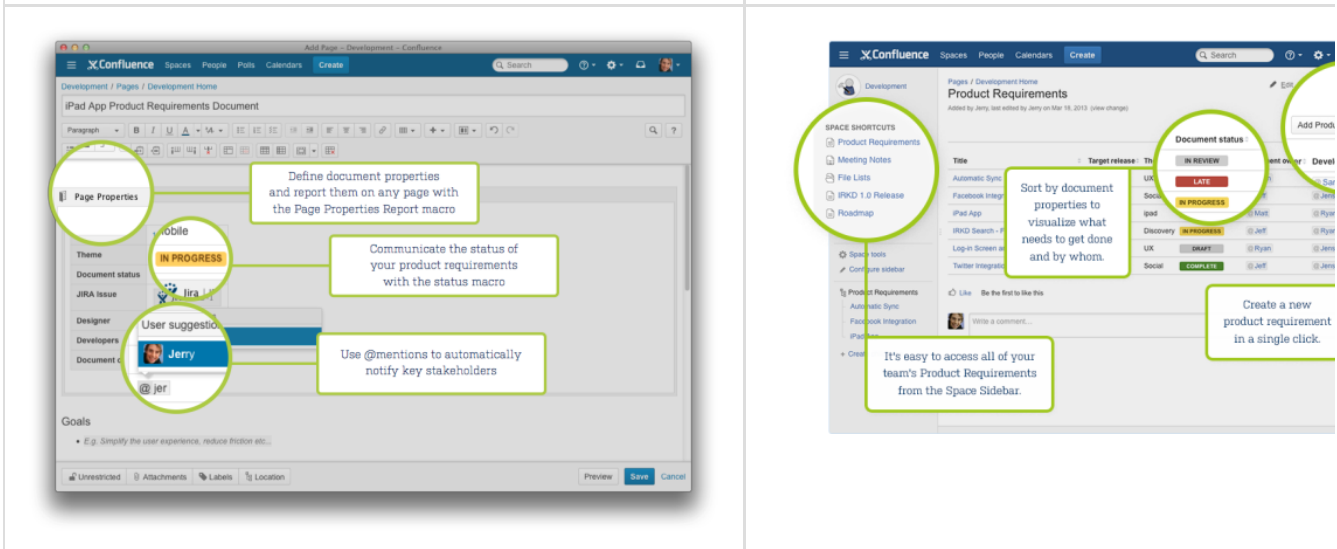 Add Page – Development – Confluence
Confluence Spaces People Polls Calendars Create Search
Development / Pages / Development Home
iPad App Product Requirements Document
Paragraph B I U A
Define document properties
and report them on any page with
the Page Properties Report macro
Page Properties
Mobile
Theme
IN PROGRESS
Communicate the status of
your product requirements
with the status macro
Document status
JIRA Issue
Jira
Designer
User suggestio
Developers
Jerry
Document
Use @mentions to automatically
notify key stakeholders
@ jer
Goals
E.g. Simplify the user experience, reduce friction etc...
Unrestricted Attachments Labels Location Preview Save Cancel
Confluence Spaces People Calendars Create Search
Development
Pages / Development Home
Product Requirements
Edit
Added by Jerry, last edited by Jerry on Mar 18, 2013 (view change)
Add Produ
SPACE SHORTCUTS
Product Requirements
Meeting Notes
File Lists
IRKD 1.0 Release
Roadmap
Space tools
Configure sidebar
Product Requirements
Automatic Sync
Facebook Integration
iPad App
+ Creat
Document status
Title Target release Th ent owner Devel
Automatic Sync UX IN REVIEW San
Facebook Integr Social LATE Jens
iPad App ipad IN PROGRESS Matt Ryan
IRKD Search - F Discovery IN PROGRESS Jeff Ryan
Log-in Screen a UX DRAFT Ryan Jens
Twitter Integratio Social COMPLETE Jeff Jens
Sort by document
properties to
visualize what
needs to get done
and by whom.
Like Be the first to like this
Write a comment...
Create a new
product requirement
in a single click.
It's easy to access all of your
team's Product Requirements
from the Space Sidebar.